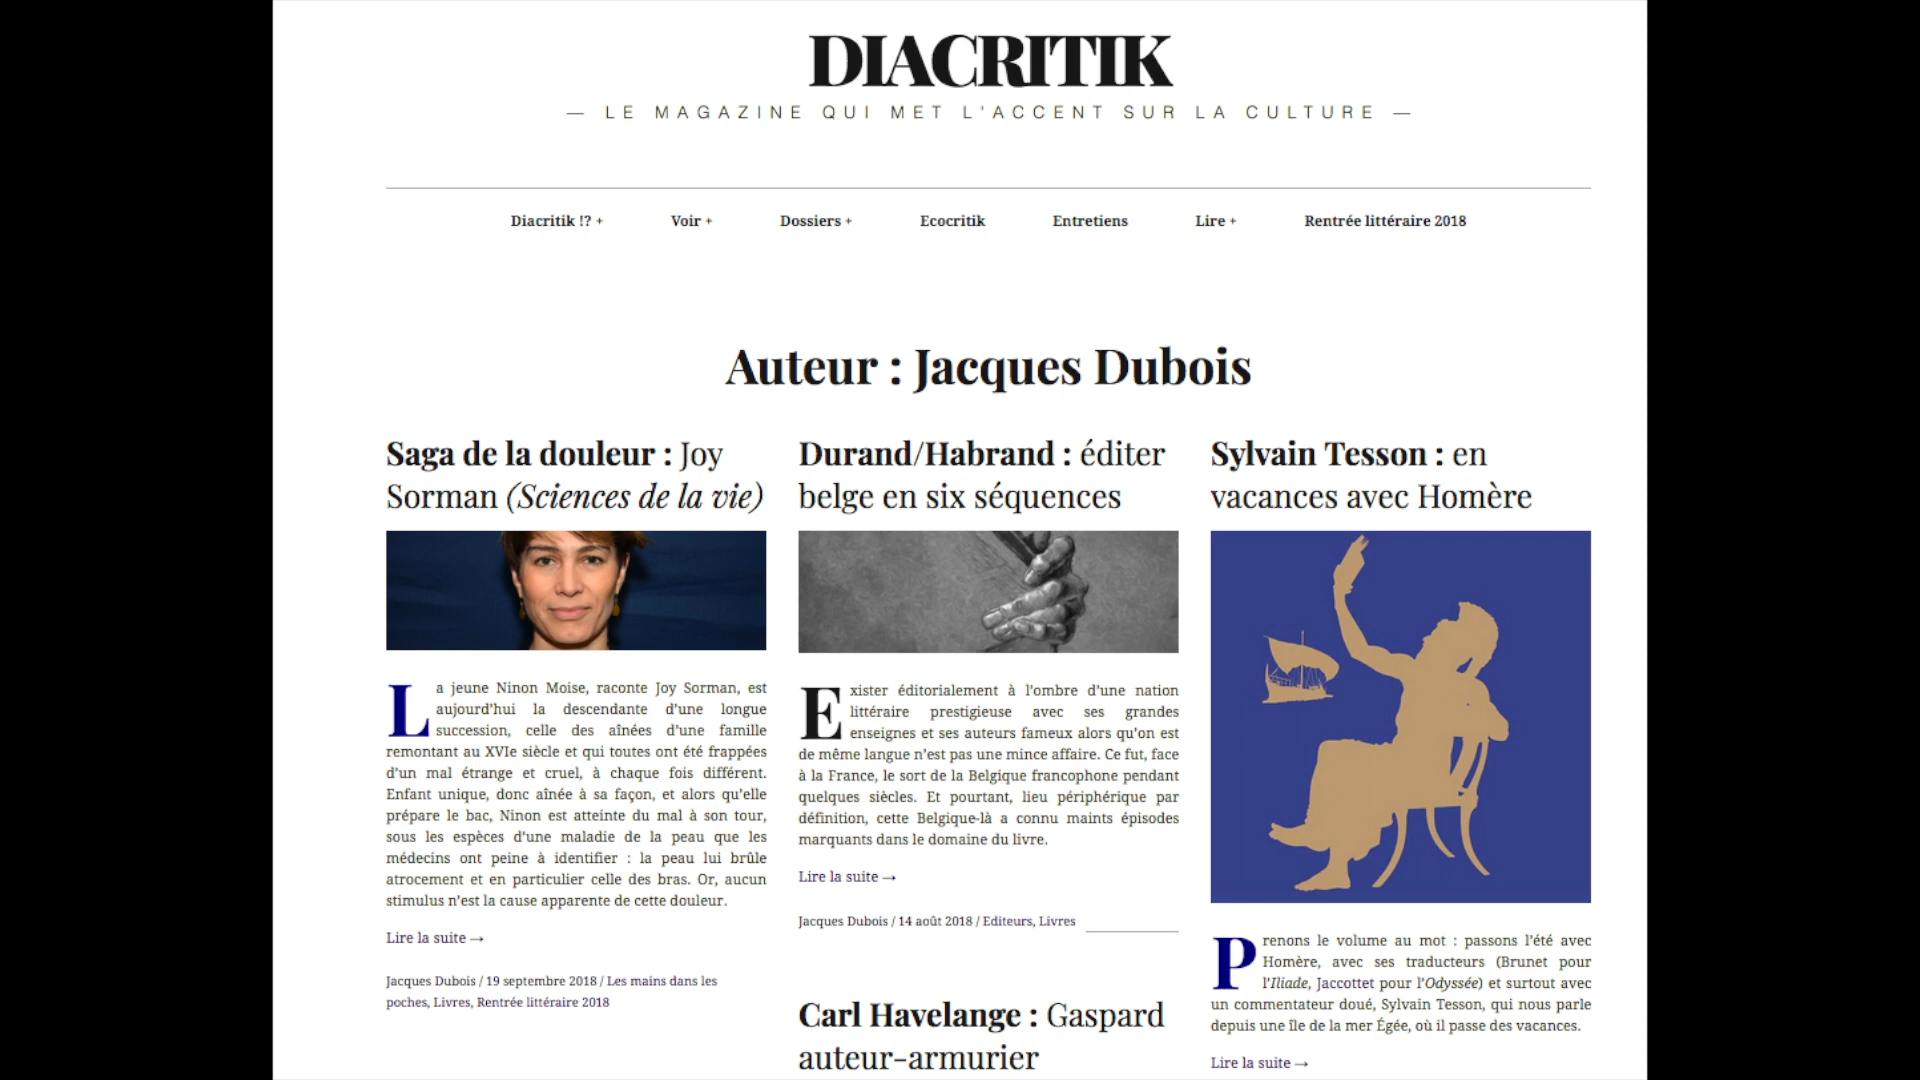 DIACRITIK
— LE MAGAZINE QUI MET L'ACCENT SUR LA CULTURE —
Diacritik !? +
Voir +
Dossiers +
Ecocritik
Entretiens
Lire +
Rentrée littéraire 2018
Auteur : Jacques Dubois
Saga de la douleur : Joy
Sorman (Sciences de la vie)
La jeune Ninon Moise, raconte Joy Sorman, est
aujourd’hui la descendante d’une longue
succession, celle des aînées d’une famille
remontant au XVIe siècle et qui toutes ont été frappées
d’un mal étrange et cruel, à chaque fois différent.
Enfant unique, donc aînée à sa façon, et alors qu’elle
prépare le bac, Ninon est atteinte du mal à son tour,
sous les espèces d’une maladie de la peau que les
médecins ont peine à identifier : la peau lui brûle
atrocement et en particulier celle des bras. Or, aucun
stimulus n’est la cause apparente de cette douleur.
Lire la suite →
Jacques Dubois / 19 septembre 2018 / Les mains dans les
poches, Livres, Rentrée littéraire 2018
Durand/Habrand : éditer
belge en six séquences
Exister éditorialement à l’ombre d’une nation
littéraire prestigieuse avec ses grandes
enseignes et ses auteurs fameux alors qu’on est
de même langue n’est pas une mince affaire. Ce fut, face
à la France, le sort de la Belgique francophone pendant
quelques siècles. Et pourtant, lieu périphérique par
définition, cette Belgique-là a connu maints épisodes
marquants dans le domaine du livre.
Lire la suite →
Jacques Dubois / 14 août 2018 / Editeurs, Livres
Carl Havelange : Gaspard
auteur-armurier
Sylvain Tesson : en
vacances avec Homère
Prenons le volume au mot : passons l’été avec
Homère, avec ses traducteurs (Brunet pour
l’Iliade, Jaccottet pour l’Odyssée) et surtout avec
un commentateur doué, Sylvain Tesson, qui nous parle
depuis une île de la mer Égée, où il passe des vacances.
Lire la suite →